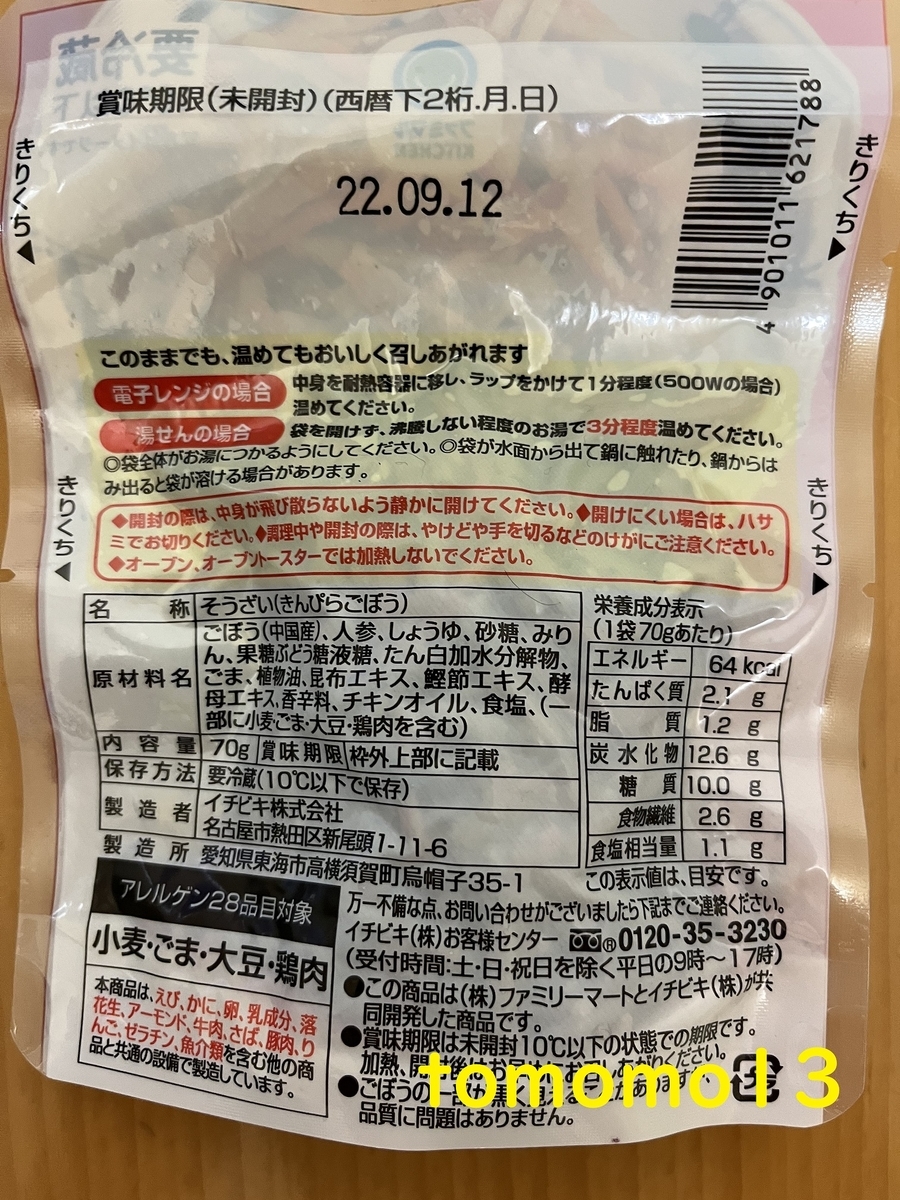 賞味期限(未開封)(西暦下2桁.月.日)
22.09.12
4 901011 621788
きりくち
きりくち
きりくち
きりくち
このままでも、温めてもおいしく召しあがれます
電子レンジの場合 中身を耐熱容器に移し、ラップをかけて1分程度(500Wの場合)
温めてください。
湯せんの場合 袋を開けず、沸騰しない程度のお湯で3分程度温めてください。
◎袋全体がお湯につかるようにしてください。◎袋が水面から出て鍋に触れたり、鍋からは
み出ると袋が溶ける場合があります。
◆開封の際は、中身が飛び散らないよう静かに開けてください。◆開けにくい場合は、ハサ
ミでお切りください。◆調理中や開封の際は、やけどや手を切るなどのけがにご注意ください。
◆オーブン、オーブントースターでは加熱しないでください。
名称 そうざい(きんぴらごぼう)
原材料名 ごぼう(中国産)、人参、しょうゆ、砂糖、みり
ん、果糖ぶどう糖液糖、たん白加水分解物、
ごま、植物油、昆布エキス、鰹節エキス、酵
母エキス、香辛料、チキンオイル、食塩、(一
部に小麦・ごま・大豆・鶏肉を含む)
内容量 70g 賞味期限 枠外上部に記載
保存方法 要冷蔵(10℃以下で保存)
製造者 イチビキ株式会社
名古屋市熱田区新尾頭1-11-6
製造所 愛知県東海市高横須賀町烏帽子35-1
栄養成分表示
(1袋70gあたり)
エネルギー 64 kcal
たんぱく質 2.1 g
脂質 1.2 g
炭水化物 12.6 g
糖質 10.0 g
食物繊維 2.6 g
食塩相当量 1.1 g
この表示値は、目安です。
アレルゲン28品目対象
小麦・ごま・大豆・鶏肉
本商品は、えび、かに、卵、乳成分、落
花生、アーモンド、牛肉、さば、豚肉、り
んご、ゼラチン、魚介類を含む他の商
品と共通の設備で製造しています。
万一不備な点、お問い合わせがございましたら下記までご連絡ください。
イチビキ(株)お客様センター ®0120-35-3230
(受付時間:土・日・祝日を除く平日の9時~17時)
●この商品は(株)ファミリーマートとイチビキ(株)が共
同開発した商品です。
●賞味期限は未開封10℃以下の状態での期限です。
加熱、開
●ごぼうの
品質に問題はありません。
tomomo13